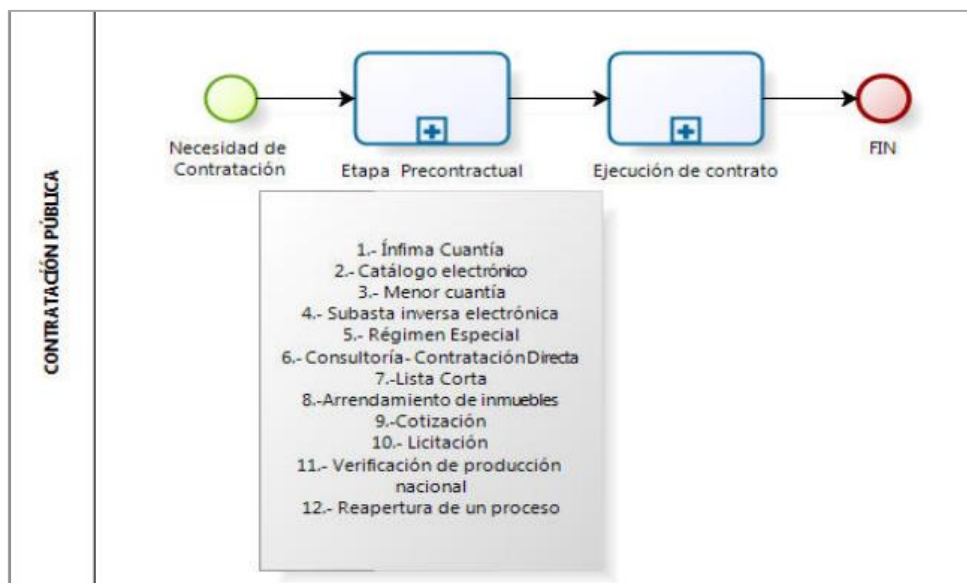 CONTRATACIÓN PÚBLICA
Necesidad de
Contratación
Etapa Precontractual
Ejecución de contrato
FIN
1.- Ínfima Cuantía
2.- Catálogo electrónico
3.- Menor cuantía
4.- Subasta inversa electrónica
5.- Régimen Especial
6.- Consultoría- Contratación Directa
7.-Lista Corta
8.-Arrendamiento de inmuebles
9.-Cotización
10.- Licitación
11.- Verificación de producción
nacional
12.- Reapertura de un proceso